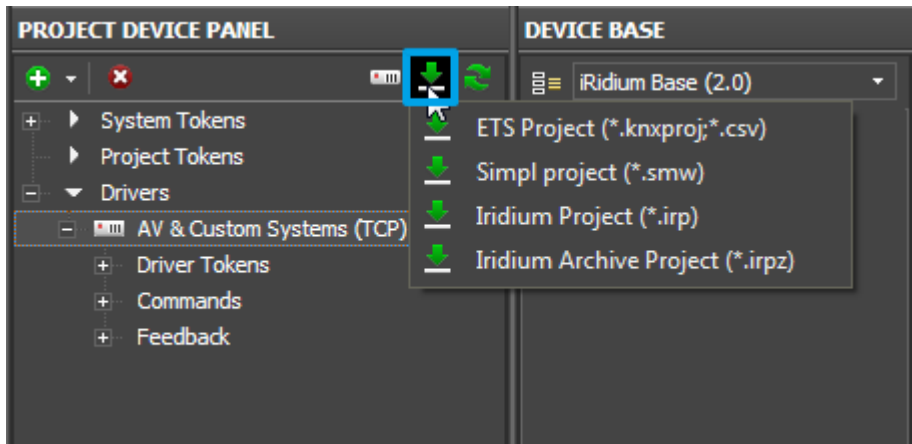 PROJECT DEVICE PANEL
DEVICE BASE
iRidium Base (2.0)
System Tokens
Project Tokens
Drivers
AV & Custom Systems (TCP)
Driver Tokens
Commands
Feedback
ETS Project (*.knxproj;*.csv)
Simpl project (*.smw)
Iridium Project (*.irp)
Iridium Archive Project (*.irpz)